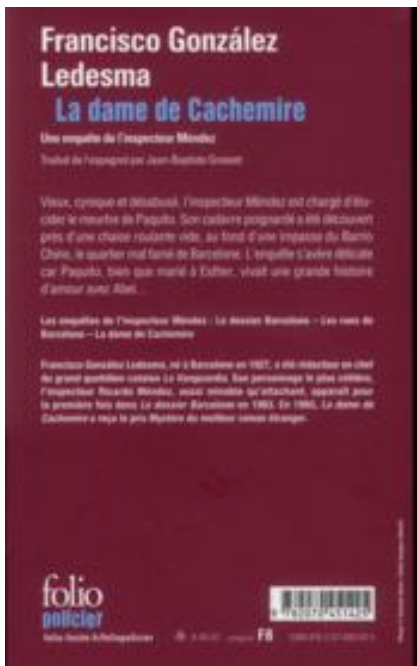 Francisco González
Ledesma
La dame de Cachemire
Une enquête de l'inspecteur Méndez
Traduit de l'espagnol par Jean-Baptiste Grasset
Vieux, cynique et désabusé, l'inspecteur Méndez est chargé d'élu-
cider le meurtre de Paquito. Son cadavre poignardé a été découvert
près d'une chaise roulante vide, au fond d'une impasse du Barrio
Chino, le quartier mal famé de Barcelone. L'enquête s'avère délicate
car Paquito, bien que marié à Esther, vivait une grande histoire
d'amour avec Abel.
Les enquêtes de l'inspecteur Méndez : Le dossier Barcelone – Les rues de
Barcelone – La dame de Cachemire
Francisco González Ledesma, né à Barcelone en 1927, a été rédacteur en chef
du grand quotidien catalan La Vanguardia. Son personnage le plus célèbre,
l'inspecteur Ricardo Méndez, aussi minable qu'attachant, apparaît pour
la première fois dans Le dossier Barcelone en 1983. En 1993, La dame de
Cachemire a reçu le prix Mystère du meilleur roman étranger.
folio
policier
F8
9 782070 451425